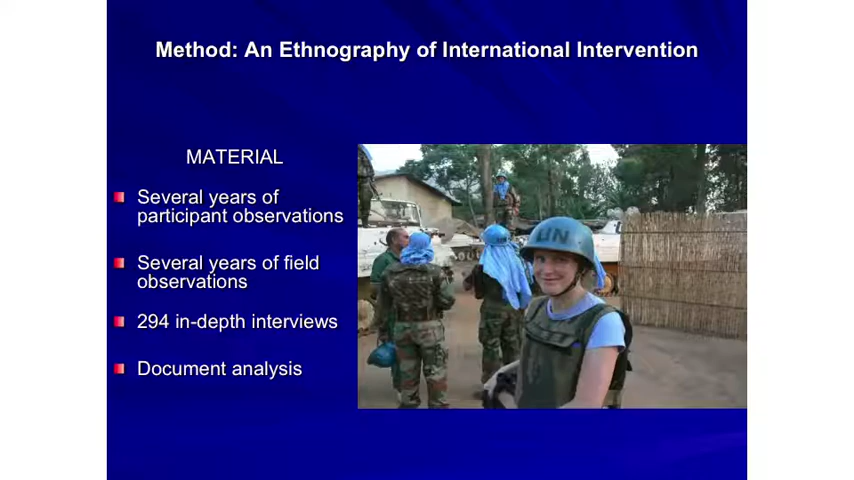 Method: An Ethnography of International Intervention
MATERIAL
Several years of
participant observations
Several years of field
observations
294 in-depth interviews
Document analysis
UN